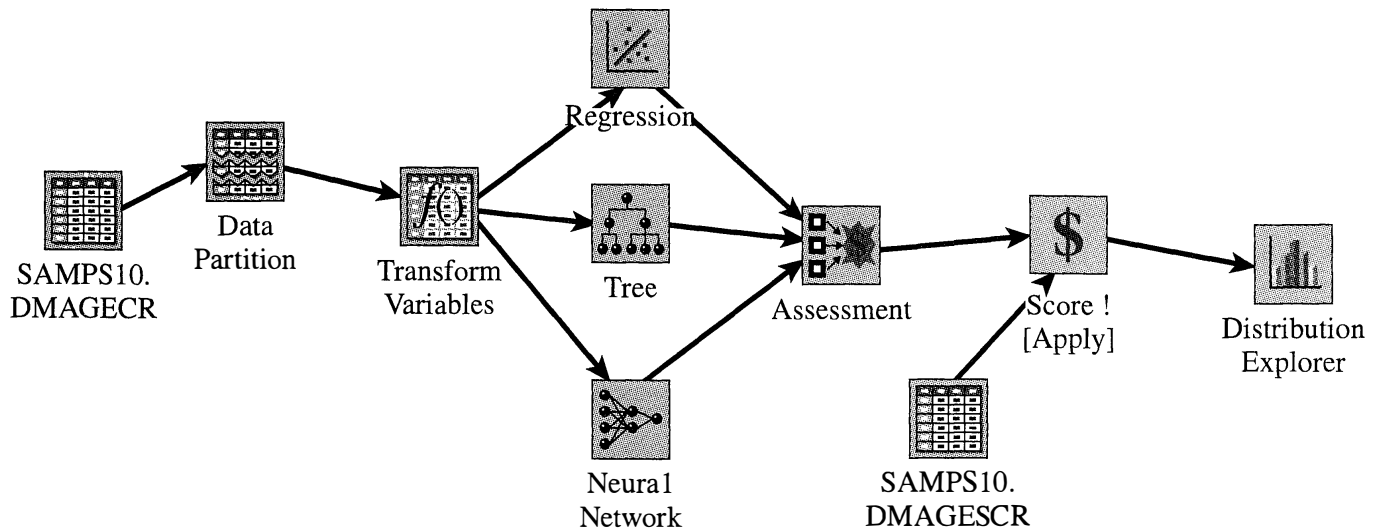 SAMPS10.
DMAGECR
Data
Partition
f()
Transform
Variables
Regression
Tree
Neura1
Network
Assessment
$
Score !
[Apply]
SAMPS10.
DMAGESCR
Distribution
Explorer